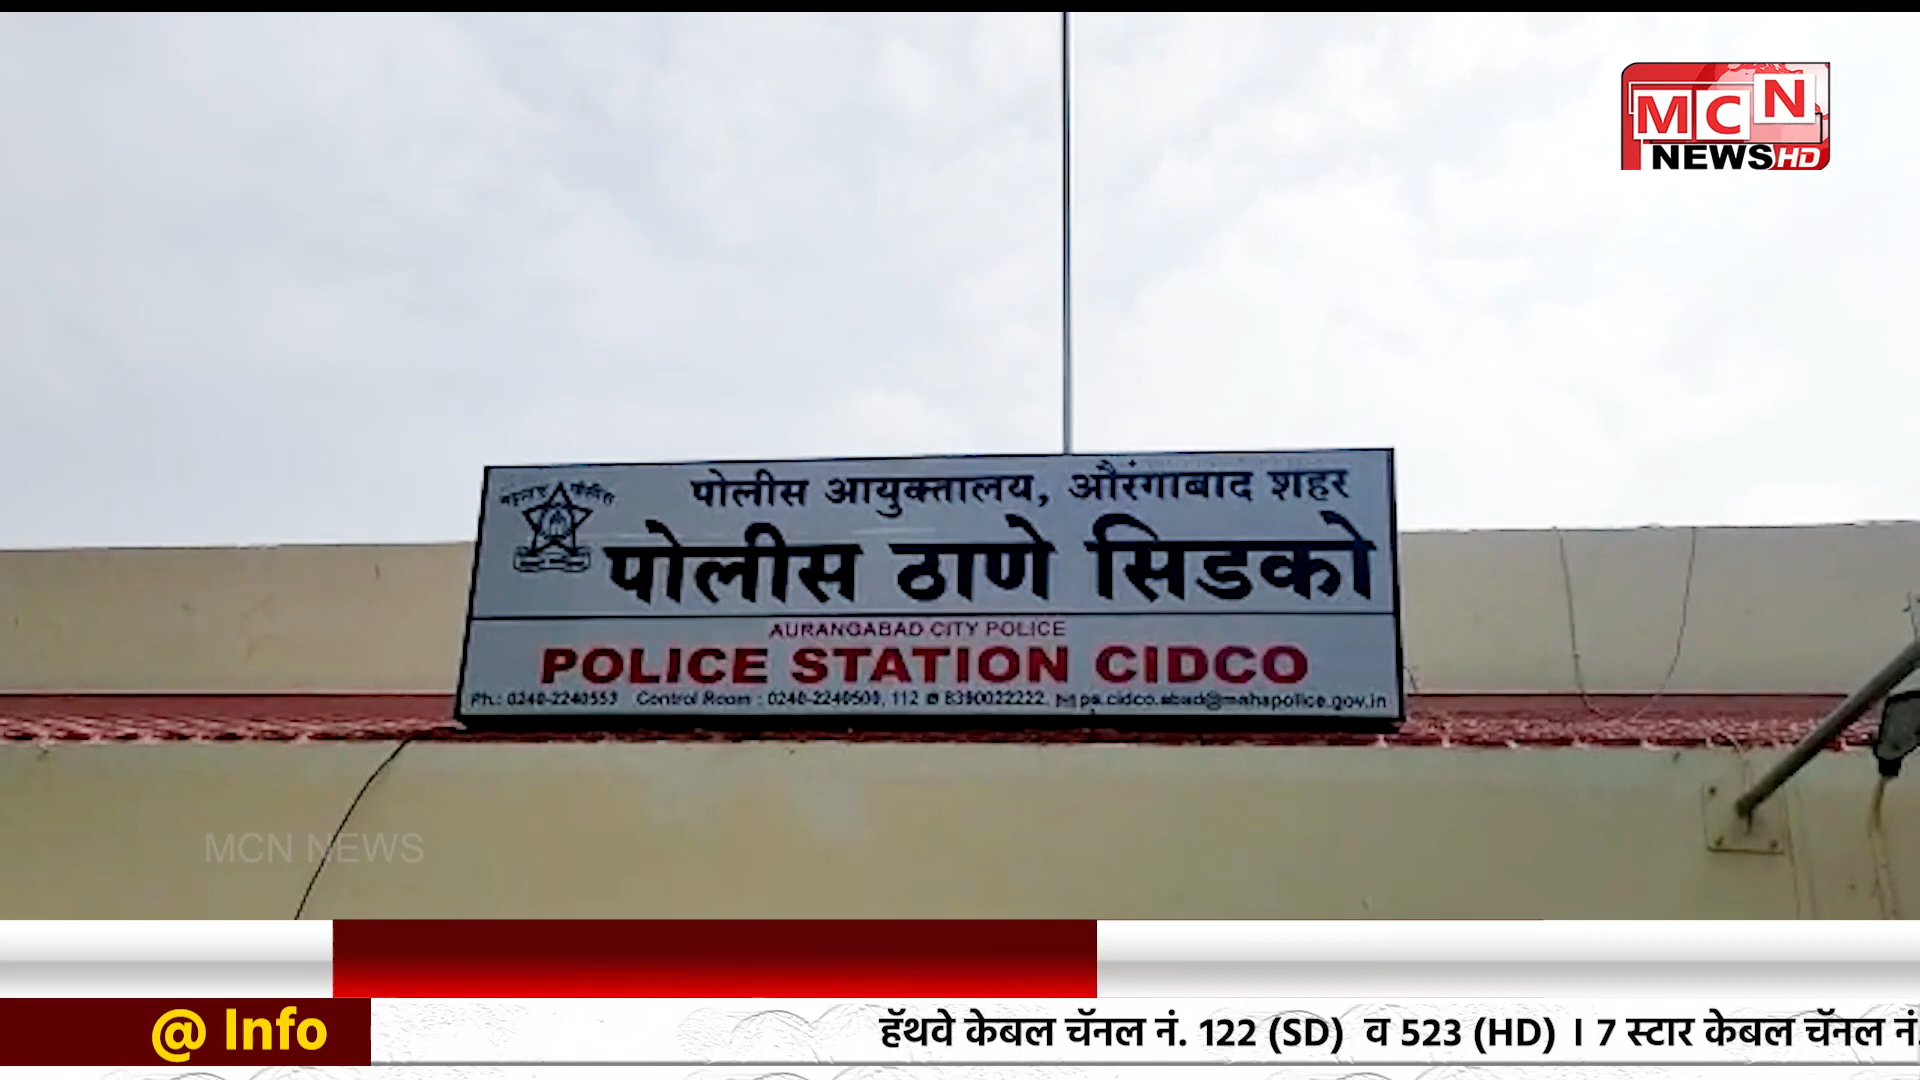 MCN
NEWS HD
महाराष्ट्र पोलीस
पोलीस आयुक्तालय, औरंगाबाद शहर
पोलीस ठाणे सिडको
AURANGABAD CITY POLICE
POLICE STATION CIDCO
Ph.: 0240-2240553 Control Room : 0240-2240500, 112 8390022222, ps.cidco.abad@mahapolice.gov.in
MCN NEWS
@ Info
हॅथवे केबल चॅनल नं. 122 (SD) व 523 (HD) । 7 स्टार केबल चॅनल नं.